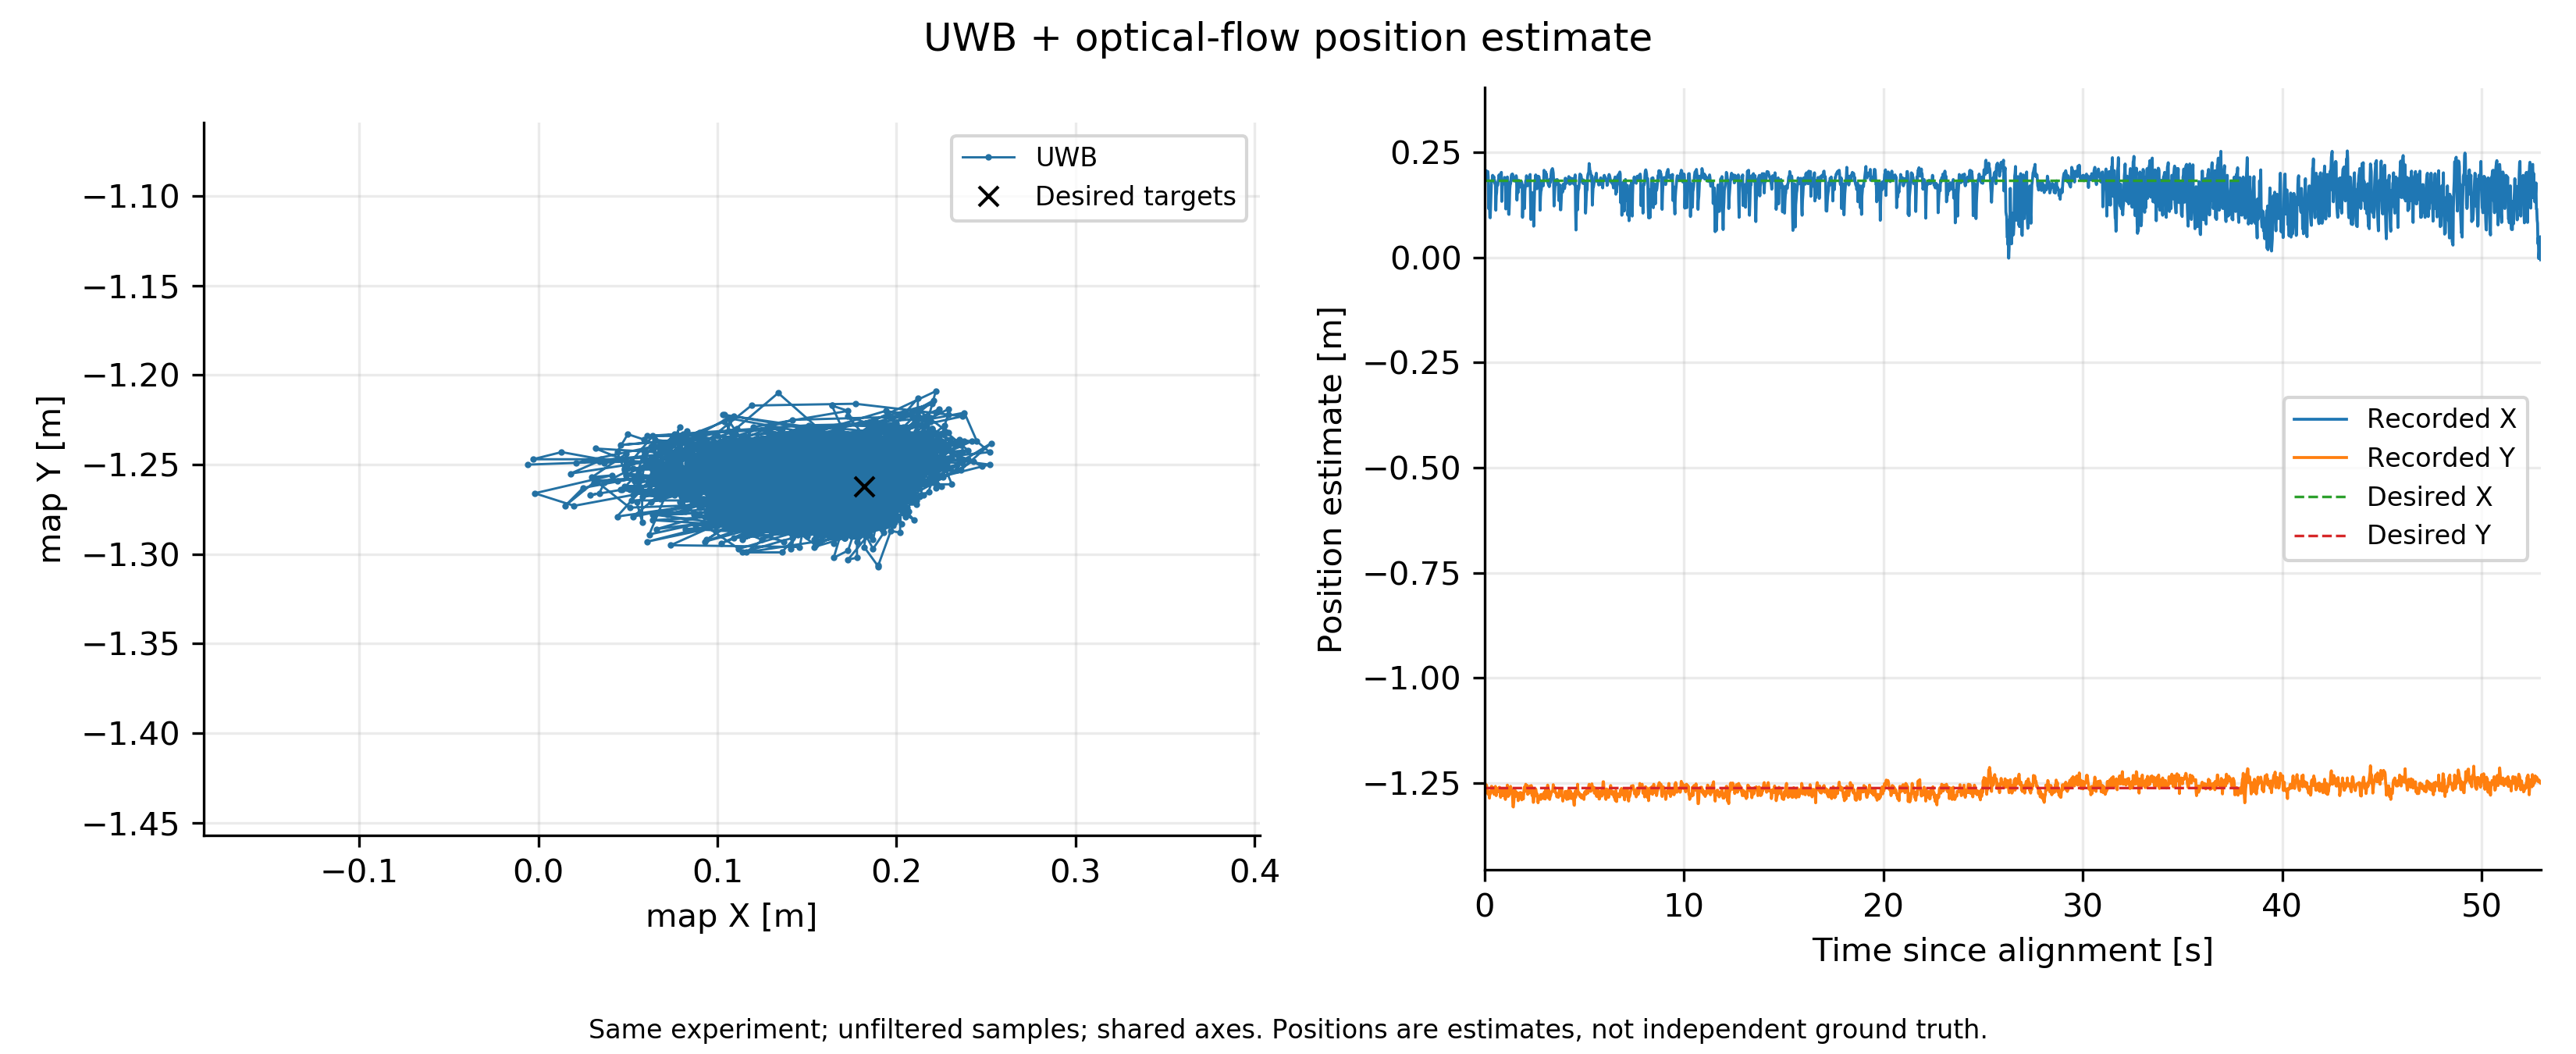 UWB + optical-flow position estimate
map Y [m]
−1.10
−1.15
−1.20
−1.25
−1.30
−1.35
−1.40
−1.45
UWB
Desired targets
−0.1 0.0 0.1 0.2 0.3 0.4
map X [m]
Position estimate [m]
0.25
0.00
−0.25
−0.50
−0.75
−1.00
−1.25
Recorded X
Recorded Y
Desired X
Desired Y
0 10 20 30 40 50
Time since alignment [s]
Same experiment; unfiltered samples; shared axes. Positions are estimates, not independent ground truth.